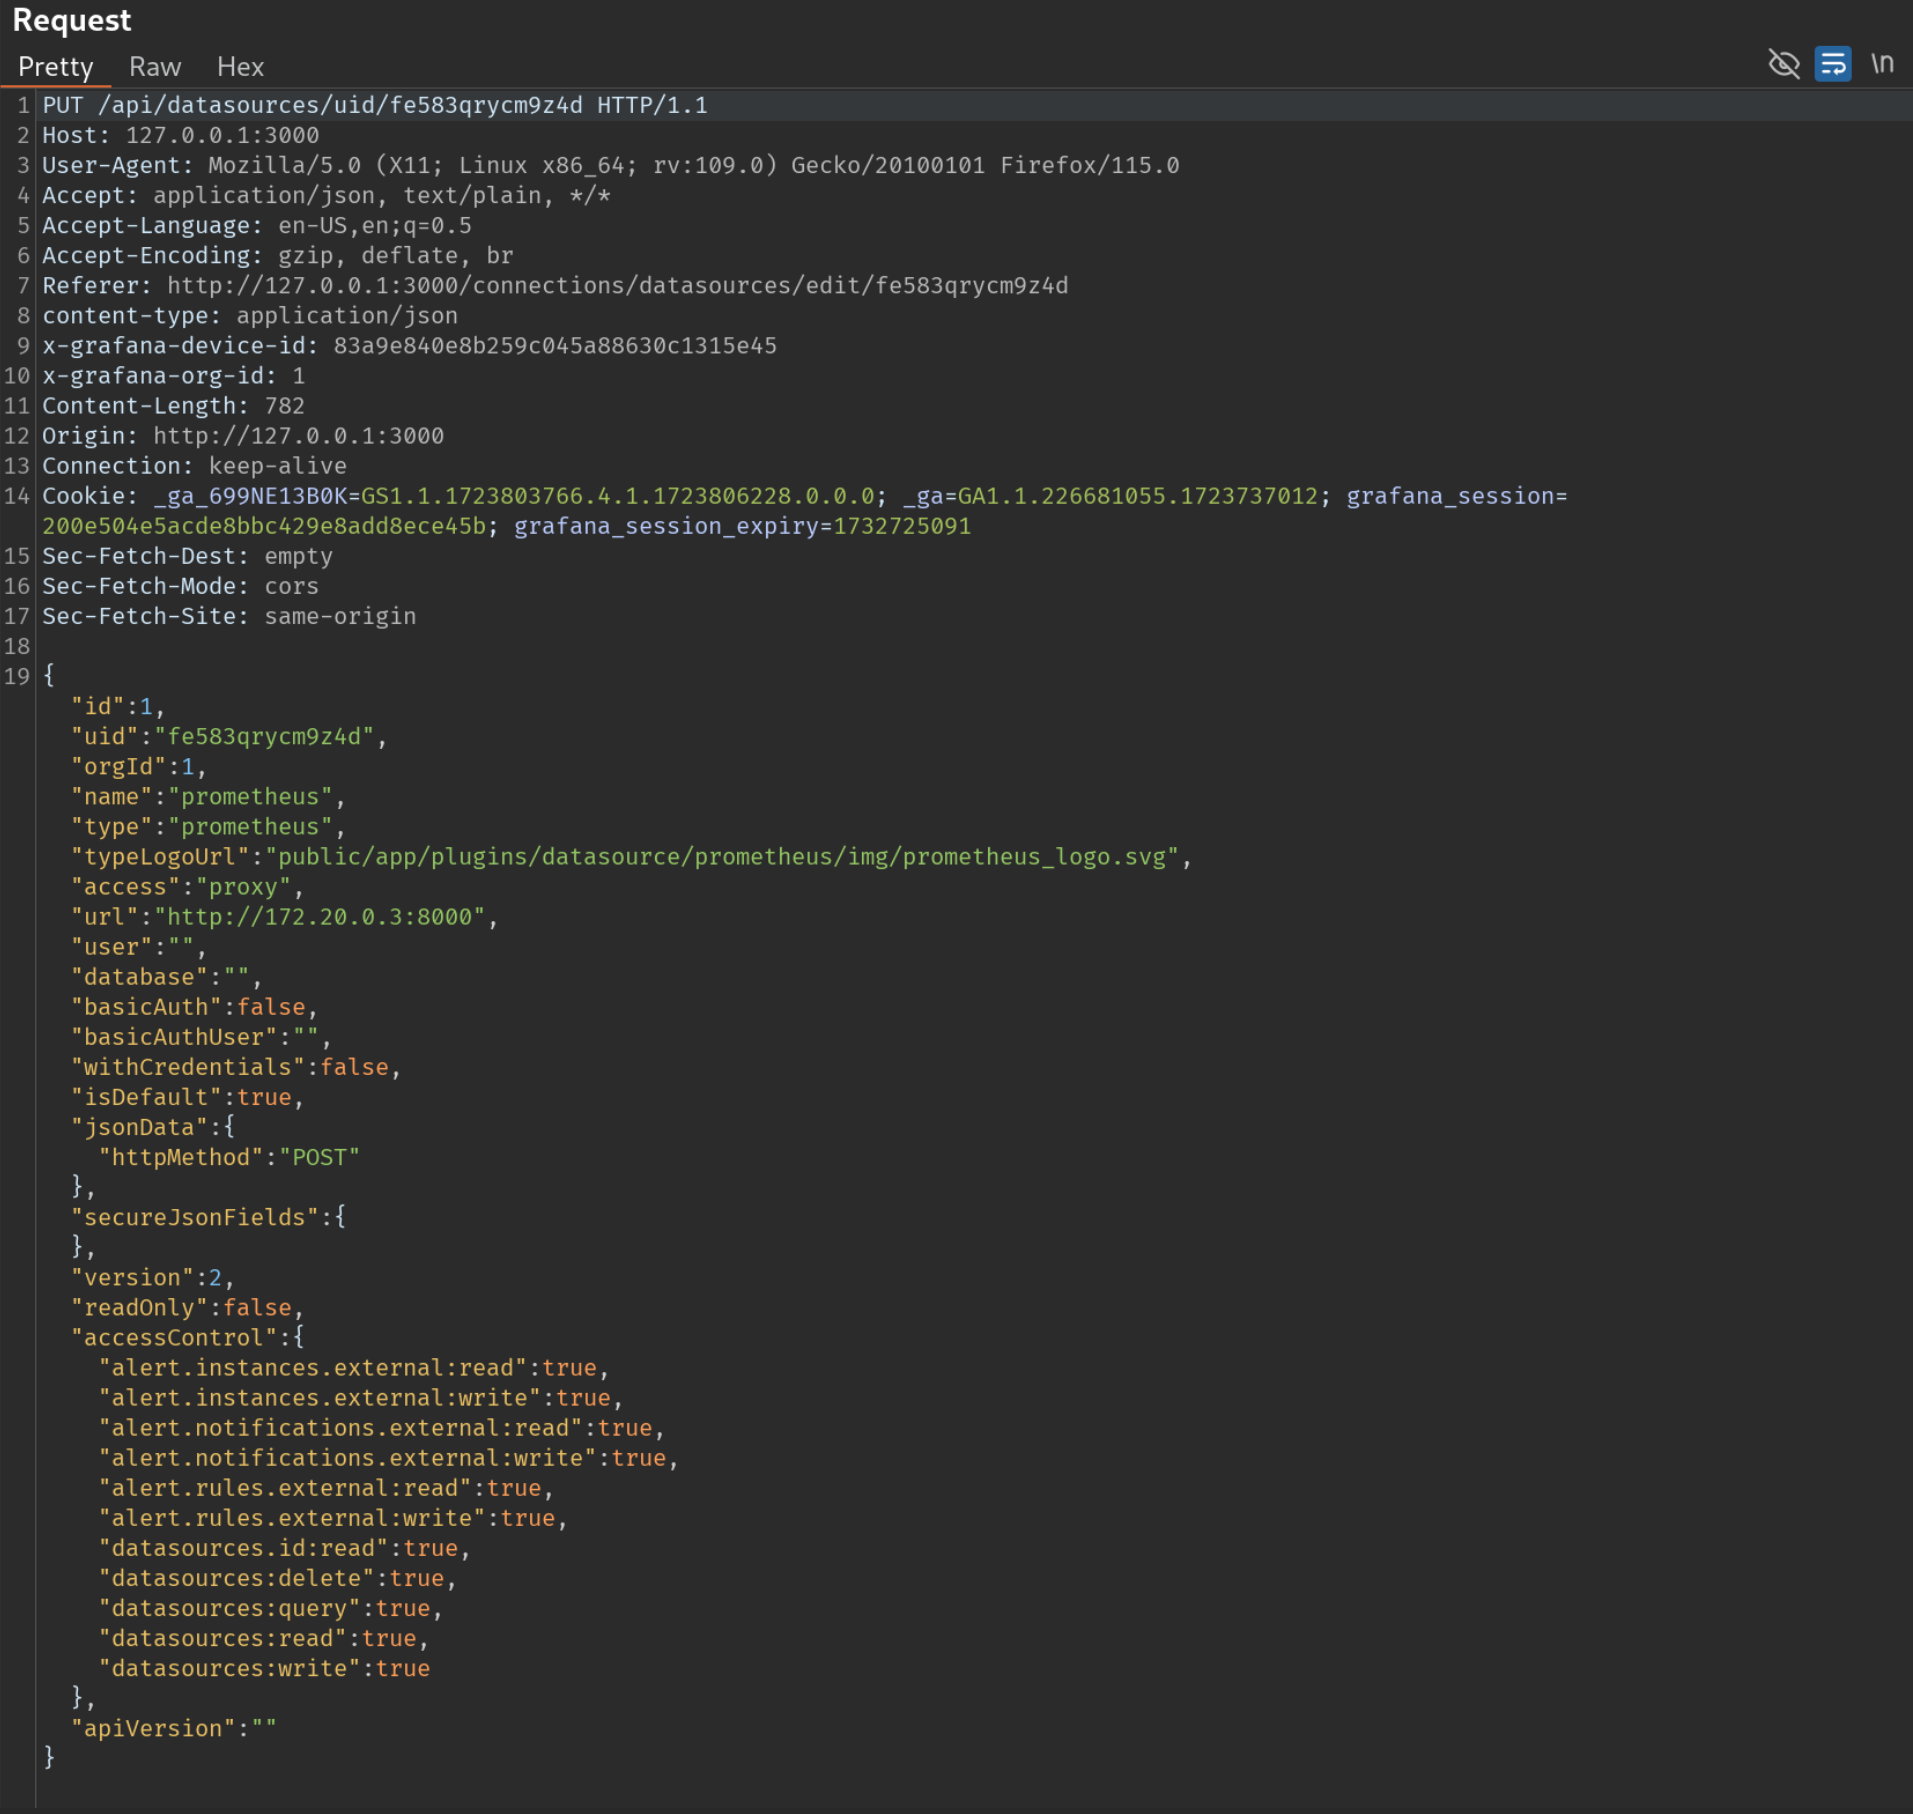 Request
Pretty Raw Hex \n
1 PUT /api/datasources/uid/fe583qrycm9z4d HTTP/1.1
2 Host: 127.0.0.1:3000
3 User-Agent: Mozilla/5.0 (X11; Linux x86_64; rv:109.0) Gecko/20100101 Firefox/115.0
4 Accept: application/json, text/plain, */*
5 Accept-Language: en-US,en;q=0.5
6 Accept-Encoding: gzip, deflate, br
7 Referer: http://127.0.0.1:3000/connections/datasources/edit/fe583qrycm9z4d
8 content-type: application/json
9 x-grafana-device-id: 83a9e840e8b259c045a88630c1315e45
10 x-grafana-org-id: 1
11 Content-Length: 782
12 Origin: http://127.0.0.1:3000
13 Connection: keep-alive
14 Cookie: _ga_699NE13B0K=GS1.1.1723803766.4.1.1723806228.0.0.0; _ga=GA1.1.226681055.1723737012; grafana_session=
200e504e5acde8bbc429e8add8ece45b; grafana_session_expiry=1732725091
15 Sec-Fetch-Dest: empty
16 Sec-Fetch-Mode: cors
17 Sec-Fetch-Site: same-origin
18
19 {
"id":1,
"uid":"fe583qrycm9z4d",
"orgId":1,
"name":"prometheus",
"type":"prometheus",
"typeLogoUrl":"public/app/plugins/datasource/prometheus/img/prometheus_logo.svg",
"access":"proxy",
"url":"http://172.20.0.3:8000",
"user":"",
"database":"",
"basicAuth":false,
"basicAuthUser":"",
"withCredentials":false,
"isDefault":true,
"jsonData":{
"httpMethod":"POST"
},
"secureJsonFields":{
},
"version":2,
"readOnly":false,
"accessControl":{
"alert.instances.external:read":true,
"alert.instances.external:write":true,
"alert.notifications.external:read":true,
"alert.notifications.external:write":true,
"alert.rules.external:read":true,
"alert.rules.external:write":true,
"datasources.id:read":true,
"datasources:delete":true,
"datasources:query":true,
"datasources:read":true,
"datasources:write":true
},
"apiVersion":""
}